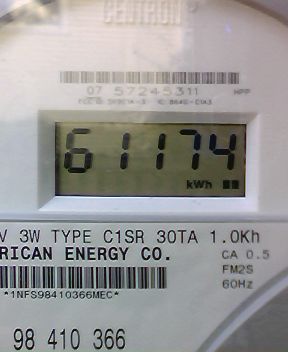 CENTRON
07 57245311 HPP
61174
kWh
V 3W TYPE C1SR 30TA 1.0Kh
RICAN ENERGY CO.
CA 0.5
FM2S
60Hz
*1NFS98410366MEC*
98 410 366